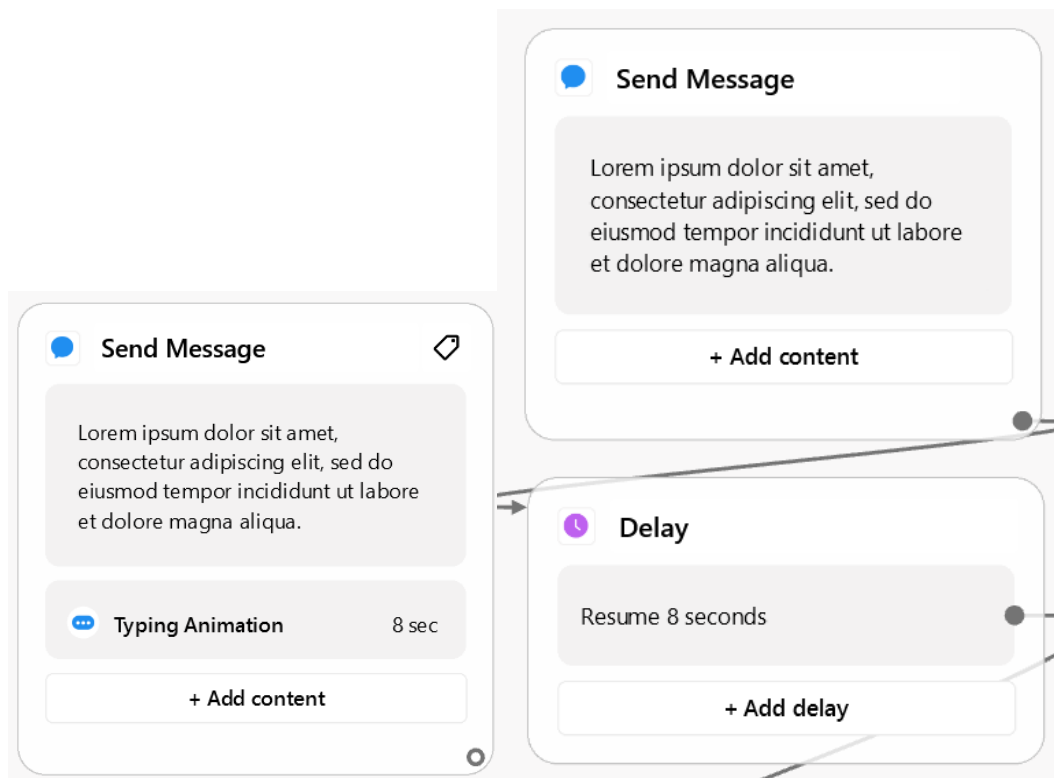 Send Message
Lorem ipsum dolor sit amet,
consectetur adipiscing elit, sed do
eiusmod tempor incididunt ut labore
et dolore magna aliqua.
Typing Animation 8 sec
+ Add content
Send Message
Lorem ipsum dolor sit amet,
consectetur adipiscing elit, sed do
eiusmod tempor incididunt ut labore
et dolore magna aliqua.
+ Add content
Delay
Resume 8 seconds
+ Add delay